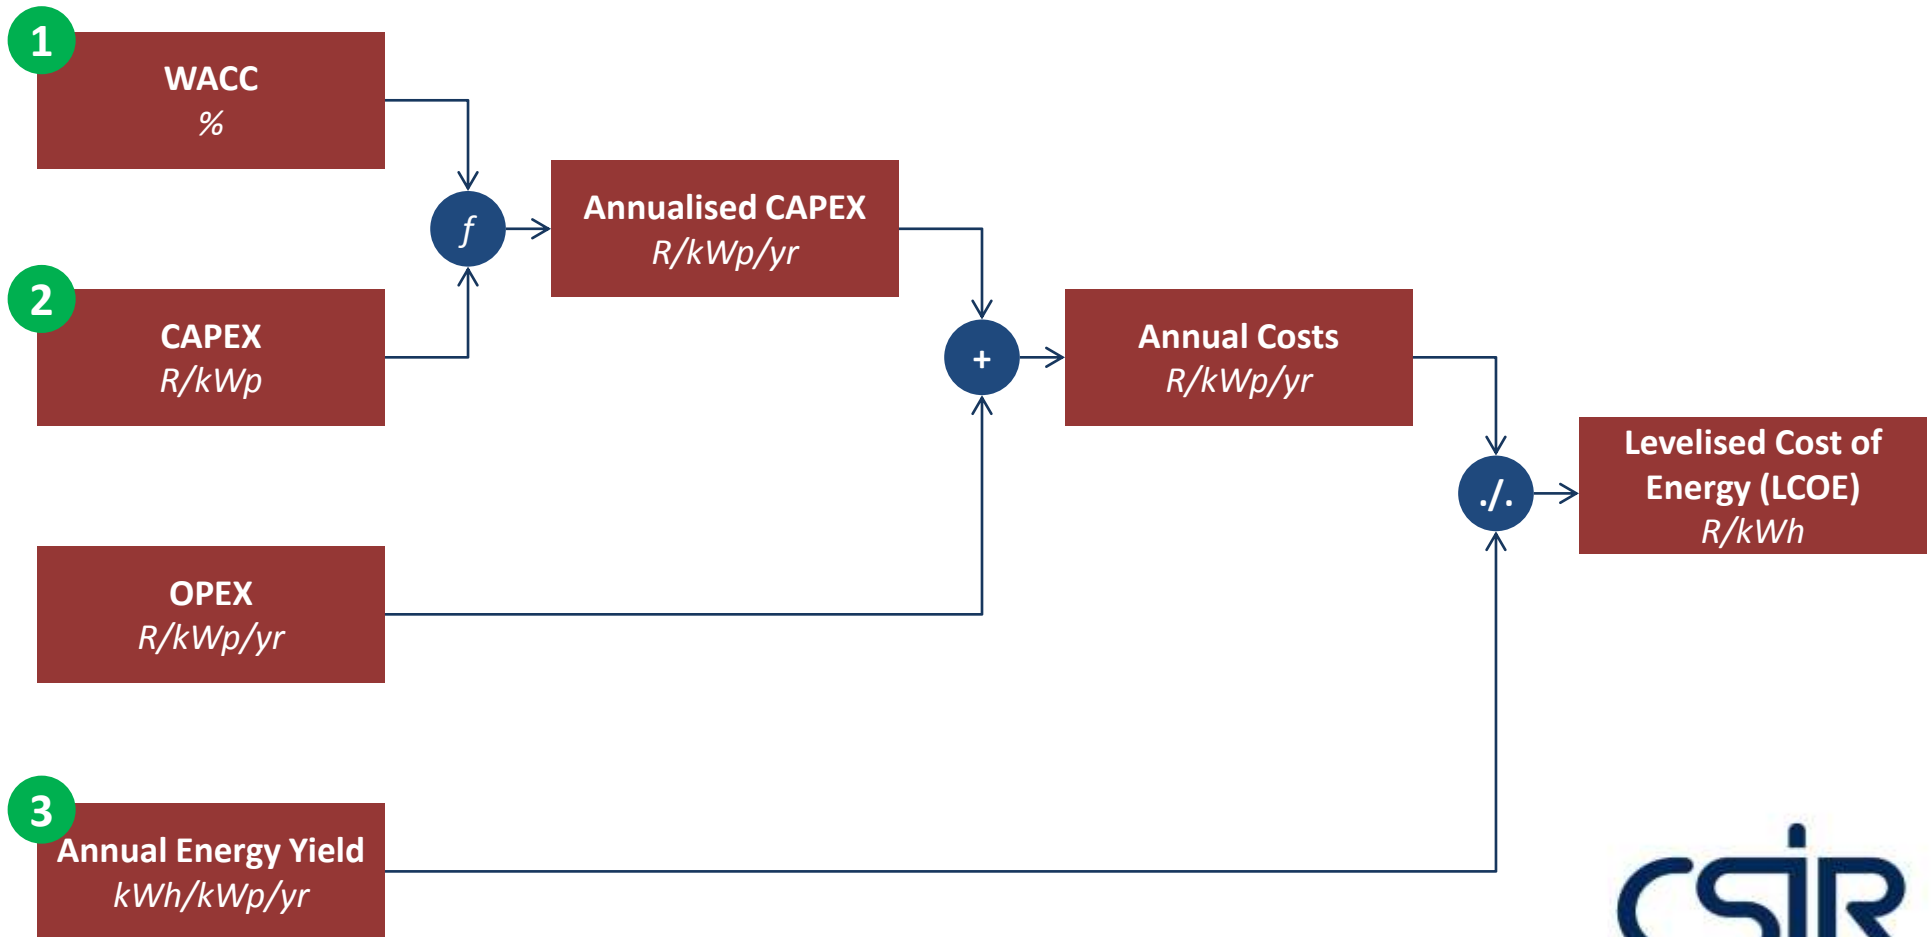 1
WACC
%
f
Annualised CAPEX
R/kWp/yr
2
CAPEX
R/kWp
+
Annual Costs
R/kWp/yr
./.
Levelised Cost of
Energy (LCOE)
R/kWh
OPEX
R/kWp/yr
3
Annual Energy Yield
kWh/kWp/yr
CSIR